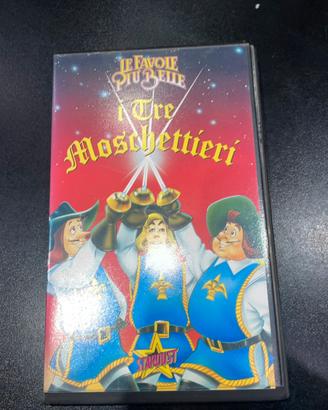 LE FAVOLE
PIÙ BELLE
i Tre
Moschettieri
STARDUST